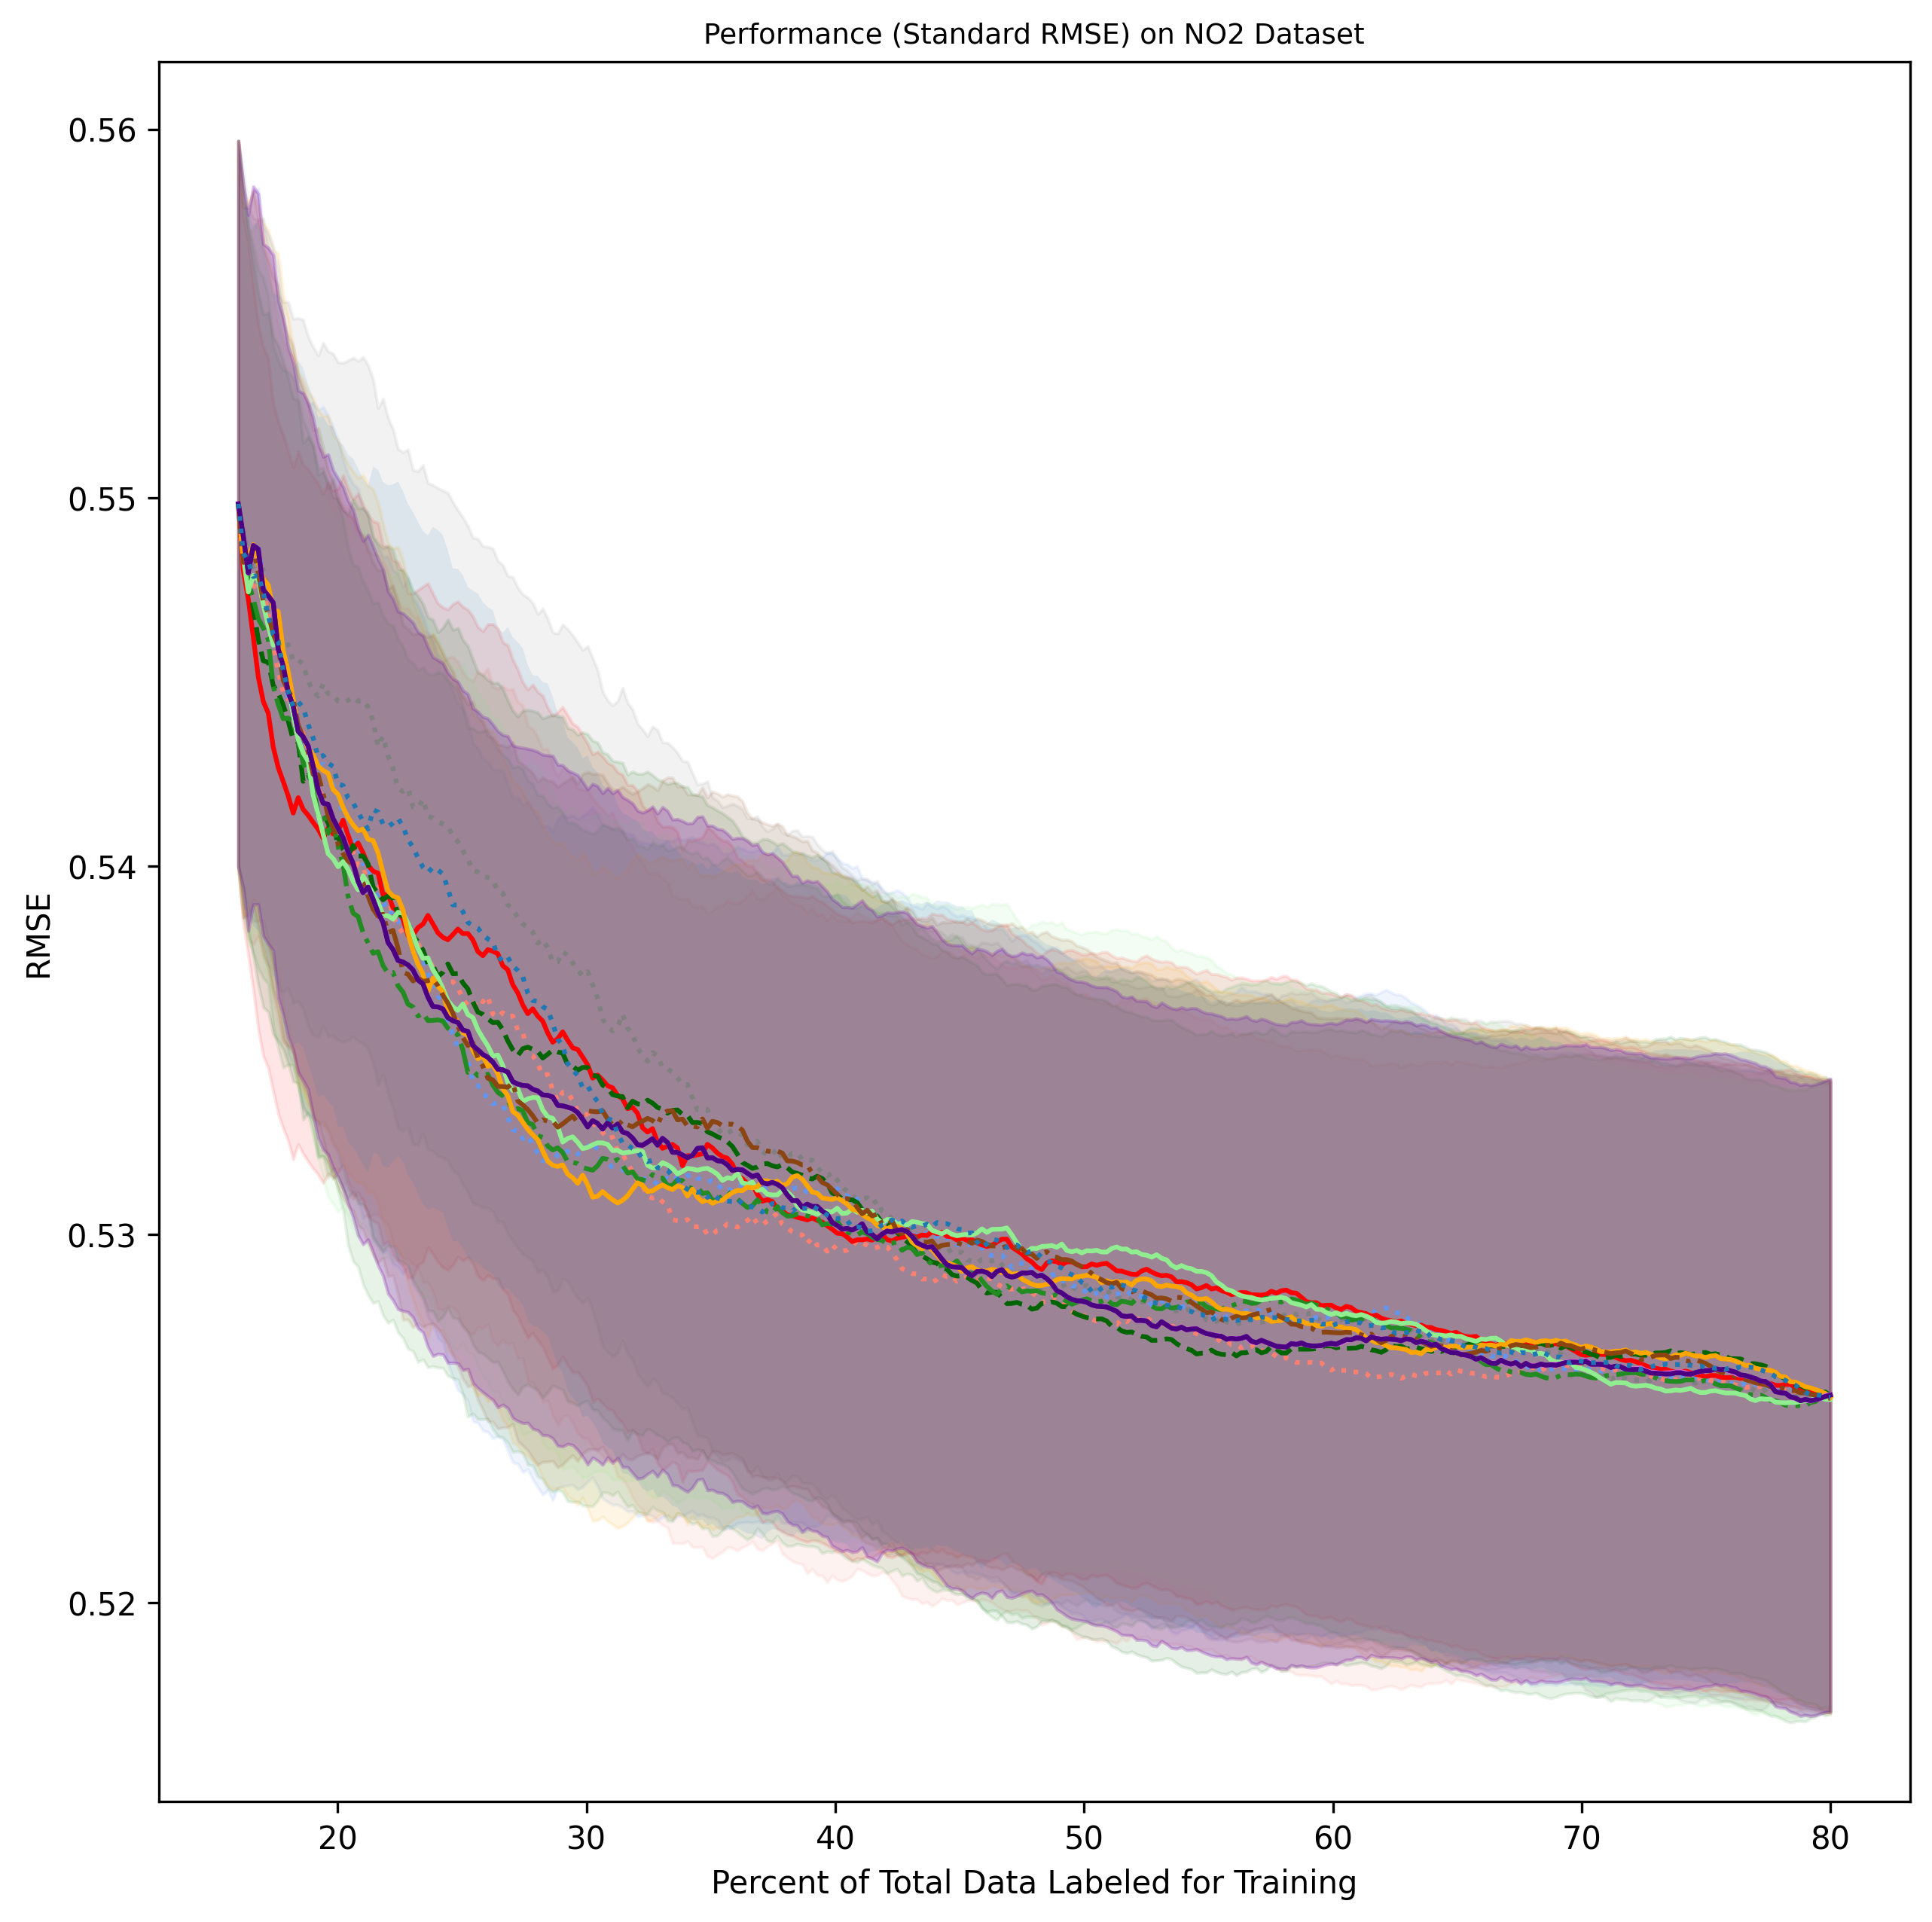 Performance (Standard RMSE) on NO2 Dataset
0.56
0.55
0.54
0.53
0.52
RMSE
20 30 40 50 60 70 80
Percent of Total Data Labeled for Training